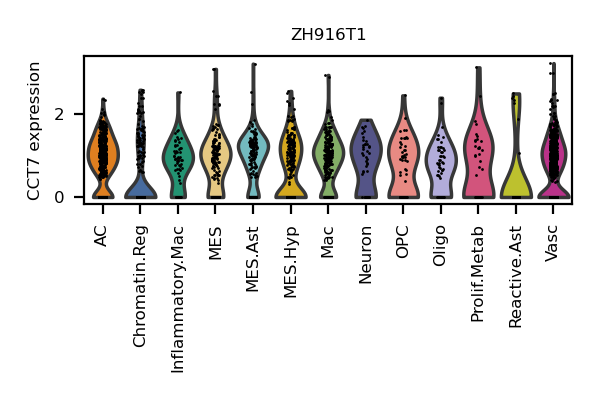 ZH916T1
CCT7 expression
2
0
AC
Chromatin.Reg
Inflammatory.Mac
MES
MES.Ast
MES.Hyp
Mac
Neuron
OPC
Oligo
Prolif.Metab
Reactive.Ast
Vasc